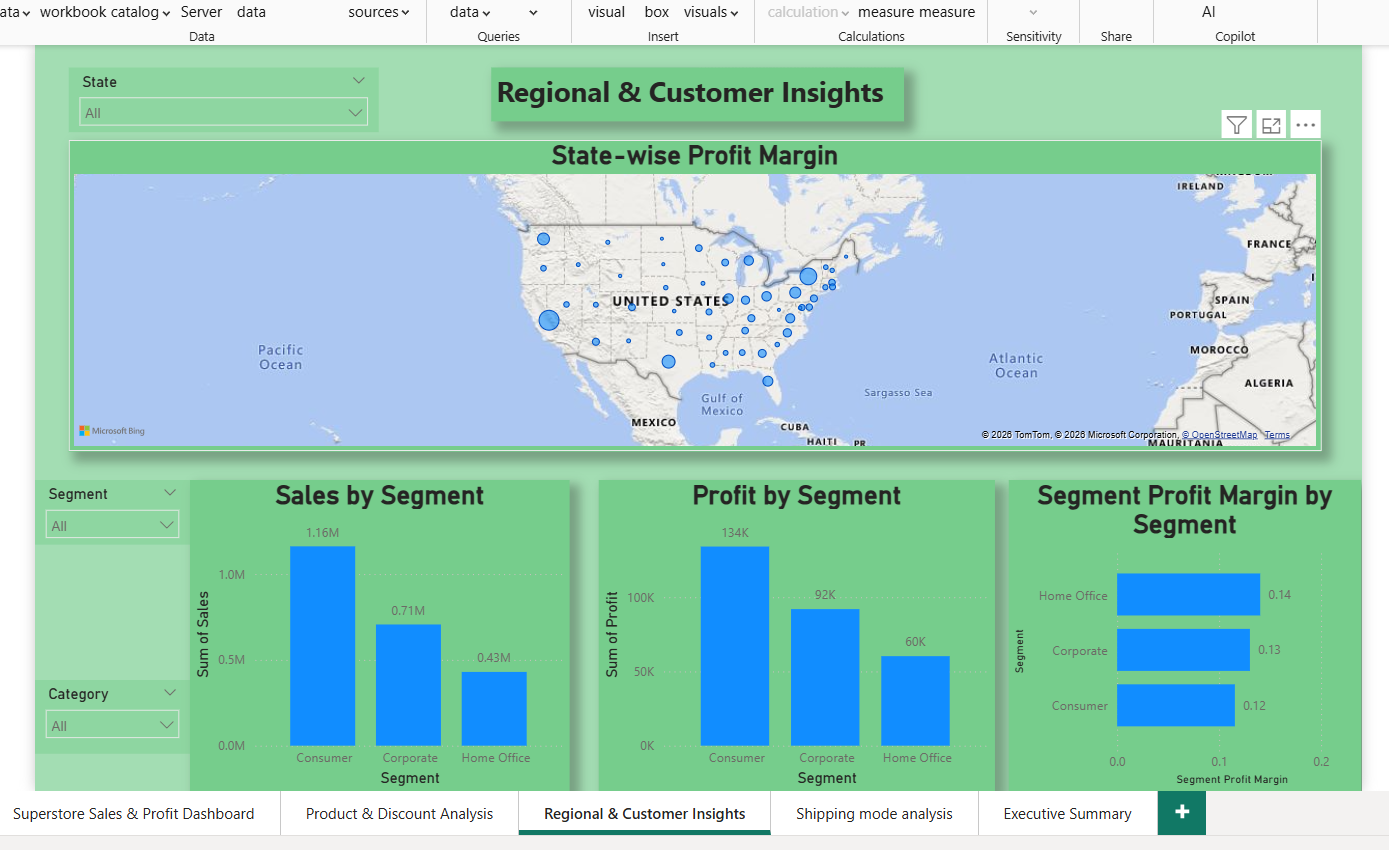 ata workbook catalog Server data sources data visual box visuals calculation measure measure AI
Data Queries Insert Calculations Sensitivity Share Copilot
State
All
Regional & Customer Insights
State-wise Profit Margin
IRELAND
FRANCE
UNITED STATES
SPAIN
PORTUGAL
Pacific
Ocean
Atlantic
Ocean
MOROCCO
ALGERIA
Sargasso Sea
Gulf of
Mexico
MEXICO
CUBA
HAITI
PR
MAURITANIA
Microsoft Bing
© 2026 TomTom, © 2026 Microsoft Corporation, © OpenStreetMap Terms
Segment
All
Category
All
Sales by Segment
1.16M
1.0M
0.71M
0.5M
0.43M
0.0M
Sum of Sales
Consumer Corporate Home Office
Segment
Profit by Segment
134K
100K
92K
60K
50K
0K
Sum of Profit
Consumer Corporate Home Office
Segment
Segment Profit Margin by
Segment
Home Office 0.14
Corporate 0.13
Consumer 0.12
Segment
0.0 0.1 0.2
Segment Profit Margin
Superstore Sales & Profit Dashboard Product & Discount Analysis Regional & Customer Insights Shipping mode analysis Executive Summary +